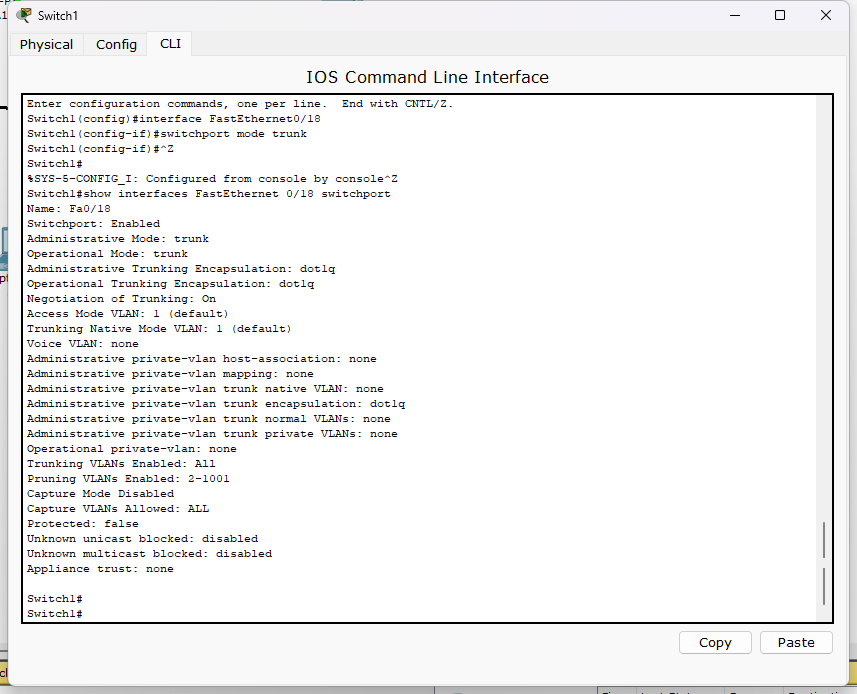 Switch1
Physical Config CLI
IOS Command Line Interface
Enter configuration commands, one per line.  End with CNTL/Z.
Switch1(config)#interface FastEthernet0/18
Switch1(config-if)#switchport mode trunk
Switch1(config-if)#^Z
Switch1#
%SYS-5-CONFIG_I: Configured from console by console^Z
Switch1#show interfaces FastEthernet 0/18 switchport
Name: Fa0/18
Switchport: Enabled
Administrative Mode: trunk
Operational Mode: trunk
Administrative Trunking Encapsulation: dot1q
Operational Trunking Encapsulation: dot1q
Negotiation of Trunking: On
Access Mode VLAN: 1 (default)
Trunking Native Mode VLAN: 1 (default)
Voice VLAN: none
Administrative private-vlan host-association: none
Administrative private-vlan mapping: none
Administrative private-vlan trunk native VLAN: none
Administrative private-vlan trunk encapsulation: dot1q
Administrative private-vlan trunk normal VLANs: none
Administrative private-vlan trunk private VLANs: none
Operational private-vlan: none
Trunking VLANs Enabled: All
Pruning VLANs Enabled: 2-1001
Capture Mode Disabled
Capture VLANs Allowed: ALL
Protected: false
Unknown unicast blocked: disabled
Unknown multicast blocked: disabled
Appliance trust: none
Switch1#
Switch1#
Copy Paste